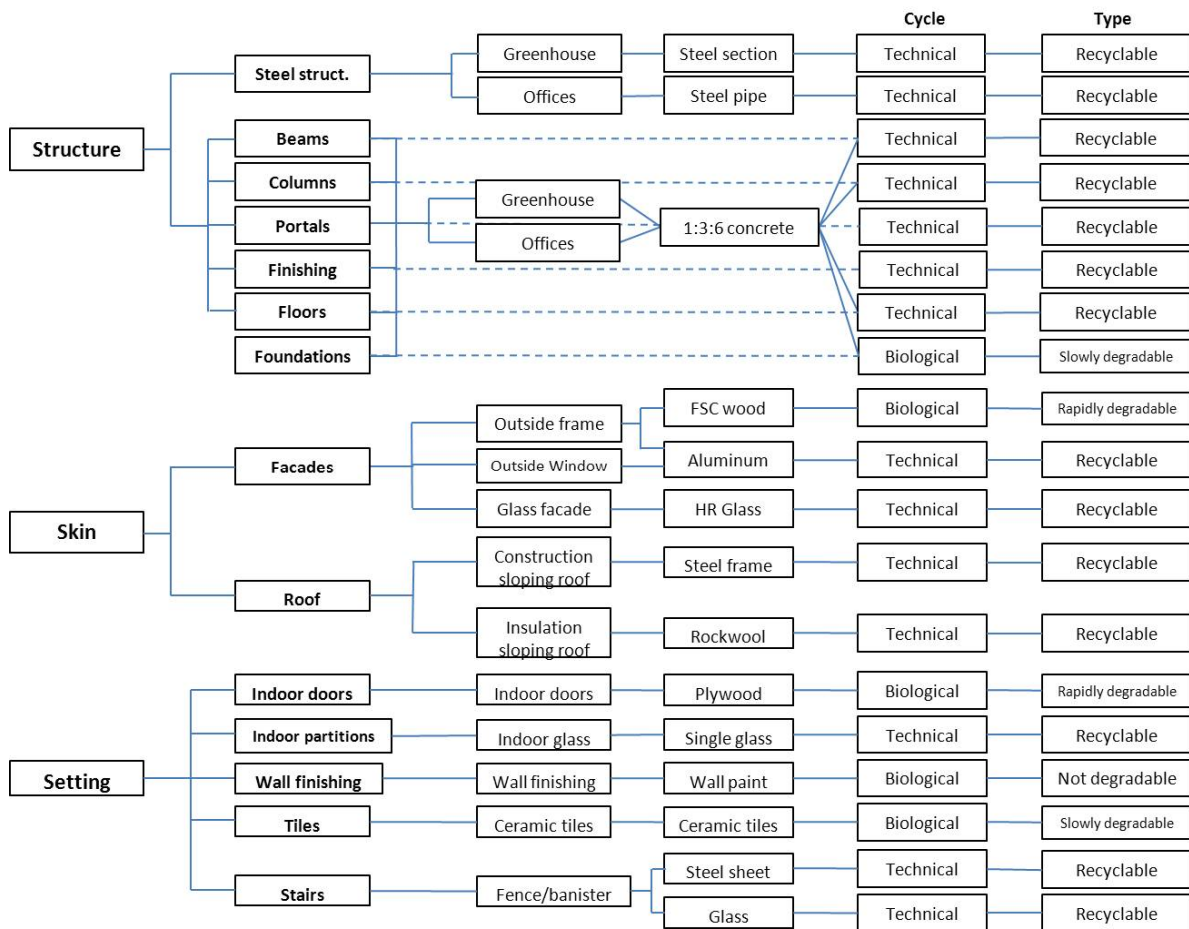 Cycle Type
Greenhouse Steel section Technical Recyclable
Steel struct.
Offices Steel pipe Technical Recyclable
Structure Beams Technical Recyclable
Columns Technical Recyclable
Greenhouse
Portals 1:3:6 concrete Technical Recyclable
Offices
Finishing Technical Recyclable
Floors Technical Recyclable
Foundations Biological Slowly degradable
FSC wood Biological Rapidly degradable
Outside frame
Facades Outside Window Aluminum Technical Recyclable
Skin Glass facade HR Glass Technical Recyclable
Construction
sloping roof Steel frame Technical Recyclable
Roof
Insulation
sloping roof Rockwool Technical Recyclable
Indoor doors Indoor doors Plywood Biological Rapidly degradable
Indoor partitions Indoor glass Single glass Technical Recyclable
Setting Wall finishing Wall finishing Wall paint Biological Not degradable
Tiles Ceramic tiles Ceramic tiles Biological Slowly degradable
Steel sheet Technical Recyclable
Stairs Fence/banister
Glass Technical Recyclable